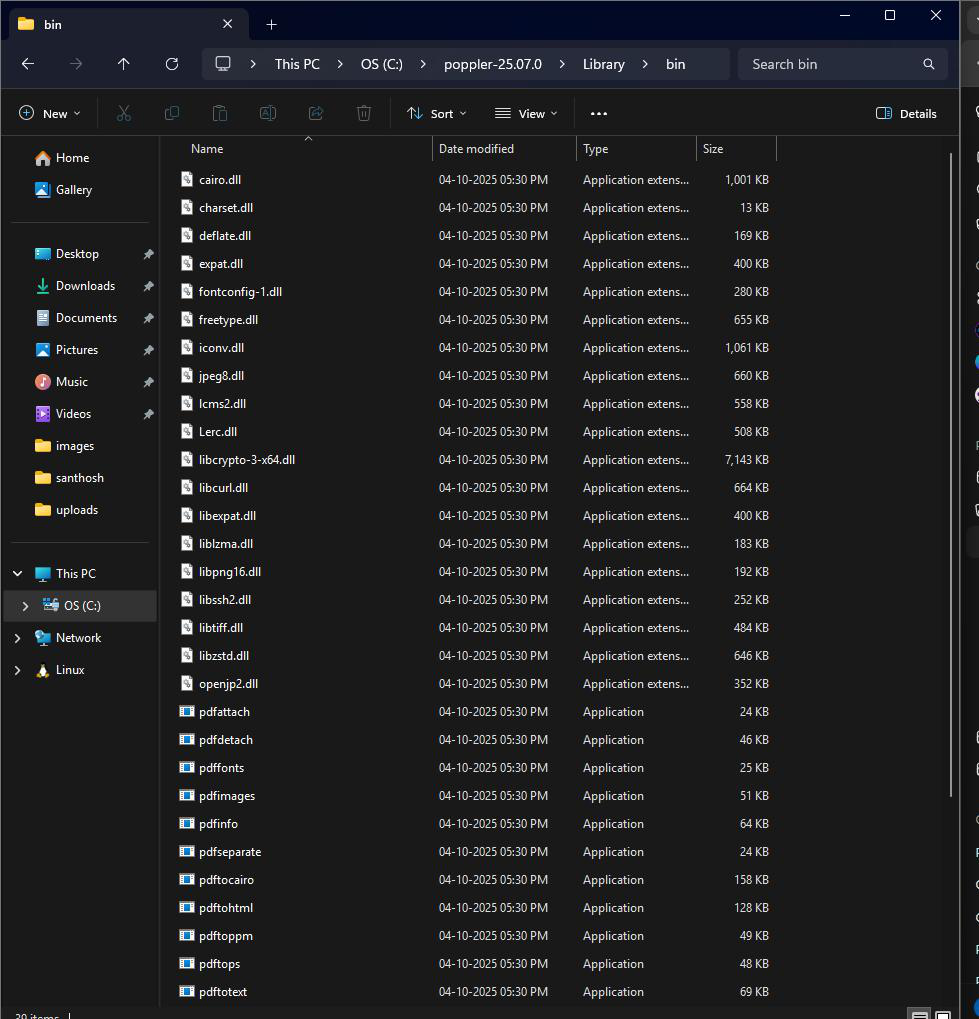 bin
This PC > OS (C:) > poppler-25.07.0 > Library > bin
Search bin
New
Sort
View
Details
Home
Gallery
Desktop
Downloads
Documents
Pictures
Music
Videos
images
santhosh
uploads
This PC
OS (C:)
Network
Linux
Name Date modified Type Size
cairo.dll 04-10-2025 05:30 PM Application extens... 1,001 KB
charset.dll 04-10-2025 05:30 PM Application extens... 13 KB
deflate.dll 04-10-2025 05:30 PM Application extens... 169 KB
expat.dll 04-10-2025 05:30 PM Application extens... 400 KB
fontconfig-1.dll 04-10-2025 05:30 PM Application extens... 280 KB
freetype.dll 04-10-2025 05:30 PM Application extens... 655 KB
iconv.dll 04-10-2025 05:30 PM Application extens... 1,061 KB
jpeg8.dll 04-10-2025 05:30 PM Application extens... 660 KB
lcms2.dll 04-10-2025 05:30 PM Application extens... 558 KB
Lerc.dll 04-10-2025 05:30 PM Application extens... 508 KB
libcrypto-3-x64.dll 04-10-2025 05:30 PM Application extens... 7,143 KB
libcurl.dll 04-10-2025 05:30 PM Application extens... 664 KB
libexpat.dll 04-10-2025 05:30 PM Application extens... 400 KB
liblzma.dll 04-10-2025 05:30 PM Application extens... 183 KB
libpng16.dll 04-10-2025 05:30 PM Application extens... 192 KB
libssh2.dll 04-10-2025 05:30 PM Application extens... 252 KB
libtiff.dll 04-10-2025 05:30 PM Application extens... 484 KB
libzstd.dll 04-10-2025 05:30 PM Application extens... 646 KB
openjp2.dll 04-10-2025 05:30 PM Application extens... 352 KB
pdfattach 04-10-2025 05:30 PM Application 24 KB
pdfdetach 04-10-2025 05:30 PM Application 46 KB
pdffonts 04-10-2025 05:30 PM Application 25 KB
pdfimages 04-10-2025 05:30 PM Application 51 KB
pdfinfo 04-10-2025 05:30 PM Application 64 KB
pdfseparate 04-10-2025 05:30 PM Application 24 KB
pdftocairo 04-10-2025 05:30 PM Application 158 KB
pdftohtml 04-10-2025 05:30 PM Application 128 KB
pdftoppm 04-10-2025 05:30 PM Application 49 KB
pdftops 04-10-2025 05:30 PM Application 48 KB
pdftotext 04-10-2025 05:30 PM Application 69 KB
39 items